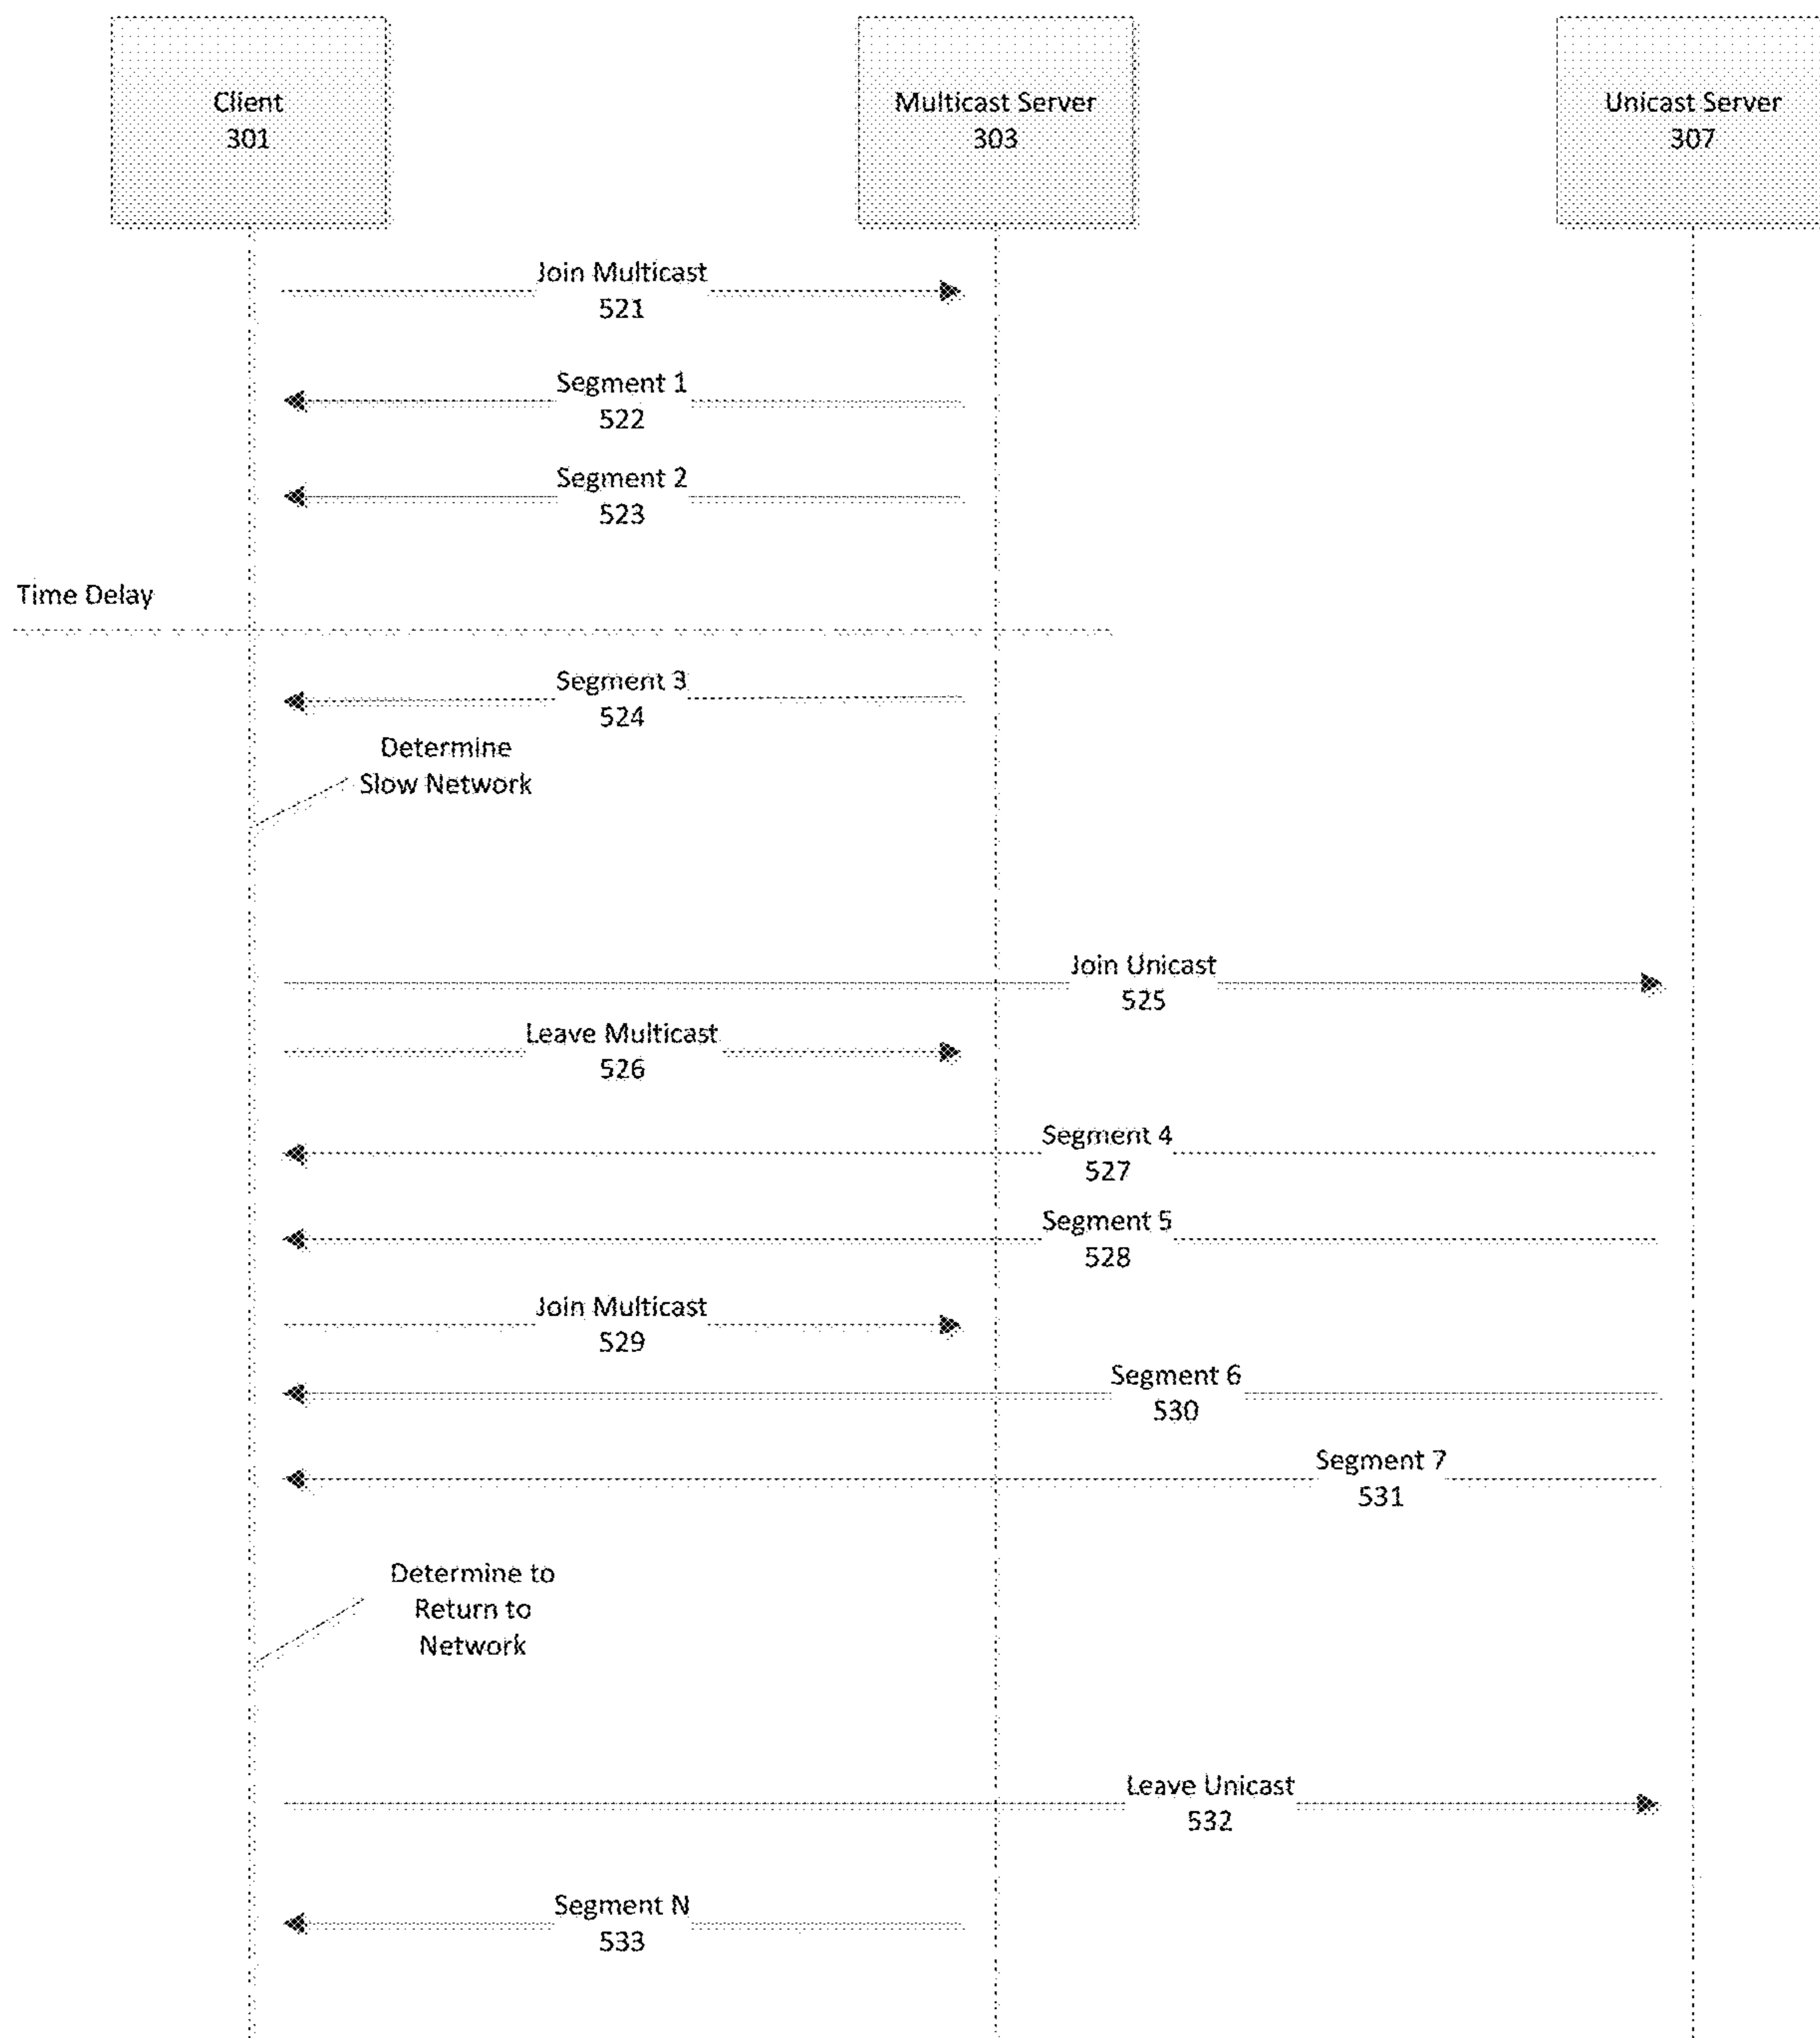 Client
301
Multicast Server
303
Unicast Server
307
Join Multicast
521
Segment 1
522
Segment 2
523
Time Delay
Segment 3
524
Determine
Slow Network
Join Unicast
525
Leave Multicast
526
Segment 4
527
Segment 5
528
Join Multicast
529
Segment 6
530
Segment 7
531
Determine to
Return to
Network
Leave Unicast
532
Segment N
533